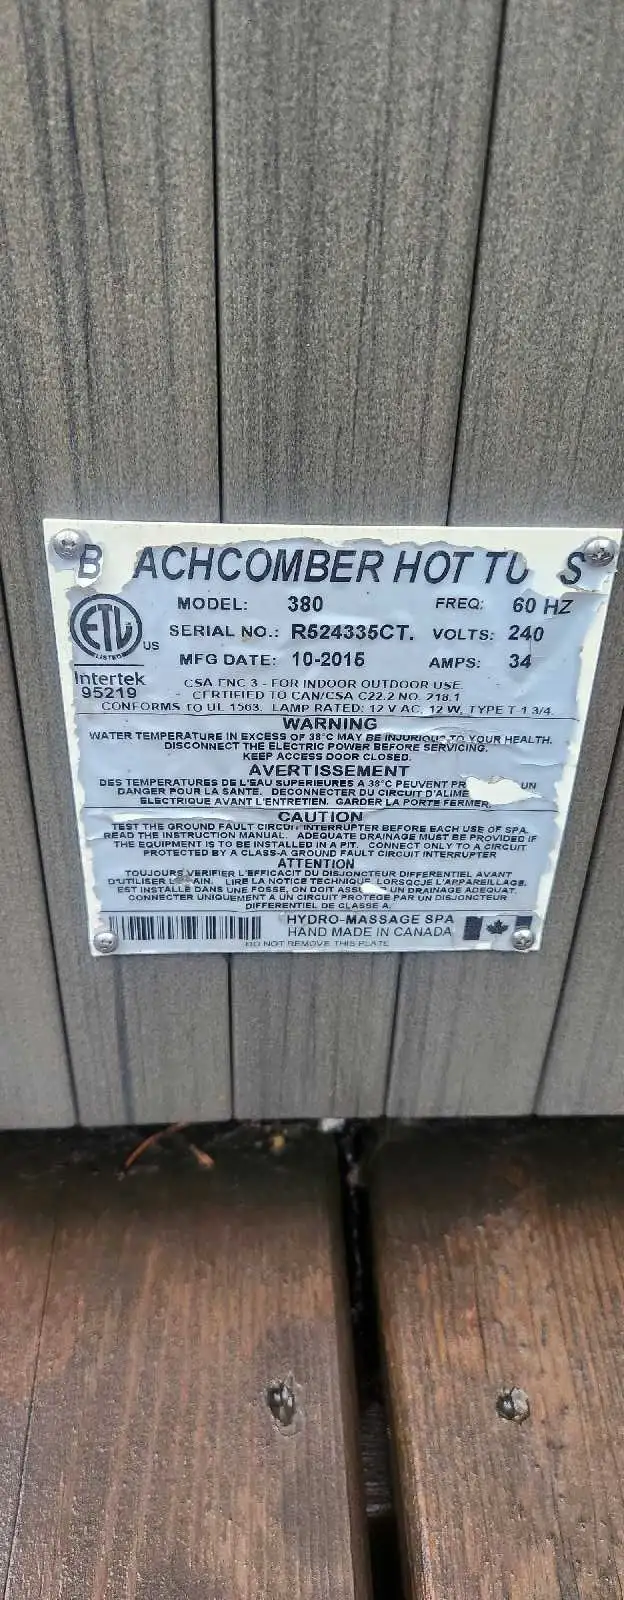 B ACHCOMBER HOT TU S
ETL
LISTED
US
Intertek
95219
MODEL: 380 FREQ: 60 HZ
SERIAL NO.: R524335CT. VOLTS: 240
MFG DATE: 10-2015 AMPS: 34
CSA ENC 3 - FOR INDOOR OUTDOOR USE
CERTIFIED TO CAN/CSA C22.2 NO. 218.1
CONFORMS TO UL 1563. LAMP RATED: 12 V AC, 12 W, TYPE T-1 3/4.
WARNING
WATER TEMPERATURE IN EXCESS OF 38°C MAY BE INJURIOUS TO YOUR HEALTH.
DISCONNECT THE ELECTRIC POWER BEFORE SERVICING.
KEEP ACCESS DOOR CLOSED.
AVERTISSEMENT
DES TEMPERATURES DE L'EAU SUPERIEURES A 38°C PEUVENT PR UN
DANGER POUR LA SANTE. DECONNECTER DU CIRCUIT D'ALIME
ELECTRIQUE AVANT L'ENTRETIEN. GARDER LA PORTE FERMER
CAUTION
TEST THE GROUND FAULT CIRCUIT INTERRUPTER BEFORE EACH USE OF SPA.
READ THE INSTRUCTION MANUAL. ADEQUATE DRAINAGE MUST BE PROVIDED IF
THE EQUIPMENT IS TO BE INSTALLED IN A PIT. CONNECT ONLY TO A CIRCUIT
PROTECTED BY A CLASS-A GROUND FAULT CIRCUIT INTERRUPTER
ATTENTION
TOUJOURS VERIFIER L'EFFICACIT DU DISJONCTEUR DIFFERENTIEL AVANT
D'UTILISER LE AIN. LIRE LA NOTICE TECHNIQUE. LORSQUE L'APPAREILLAGE.
EST INSTALLE DANS UNE FOSSE, ON DOIT ASSU UN DRAINAGE ADEQUAT.
CONNECTER UNIQUEMENT A UN CIRCUIT PROTEGE PAR UN DISJONCTEUR
DIFFERENTIEL DE CLASSE A.
HYDRO-MASSAGE SPA
HAND MADE IN CANADA
DO NOT REMOVE THIS PLATE